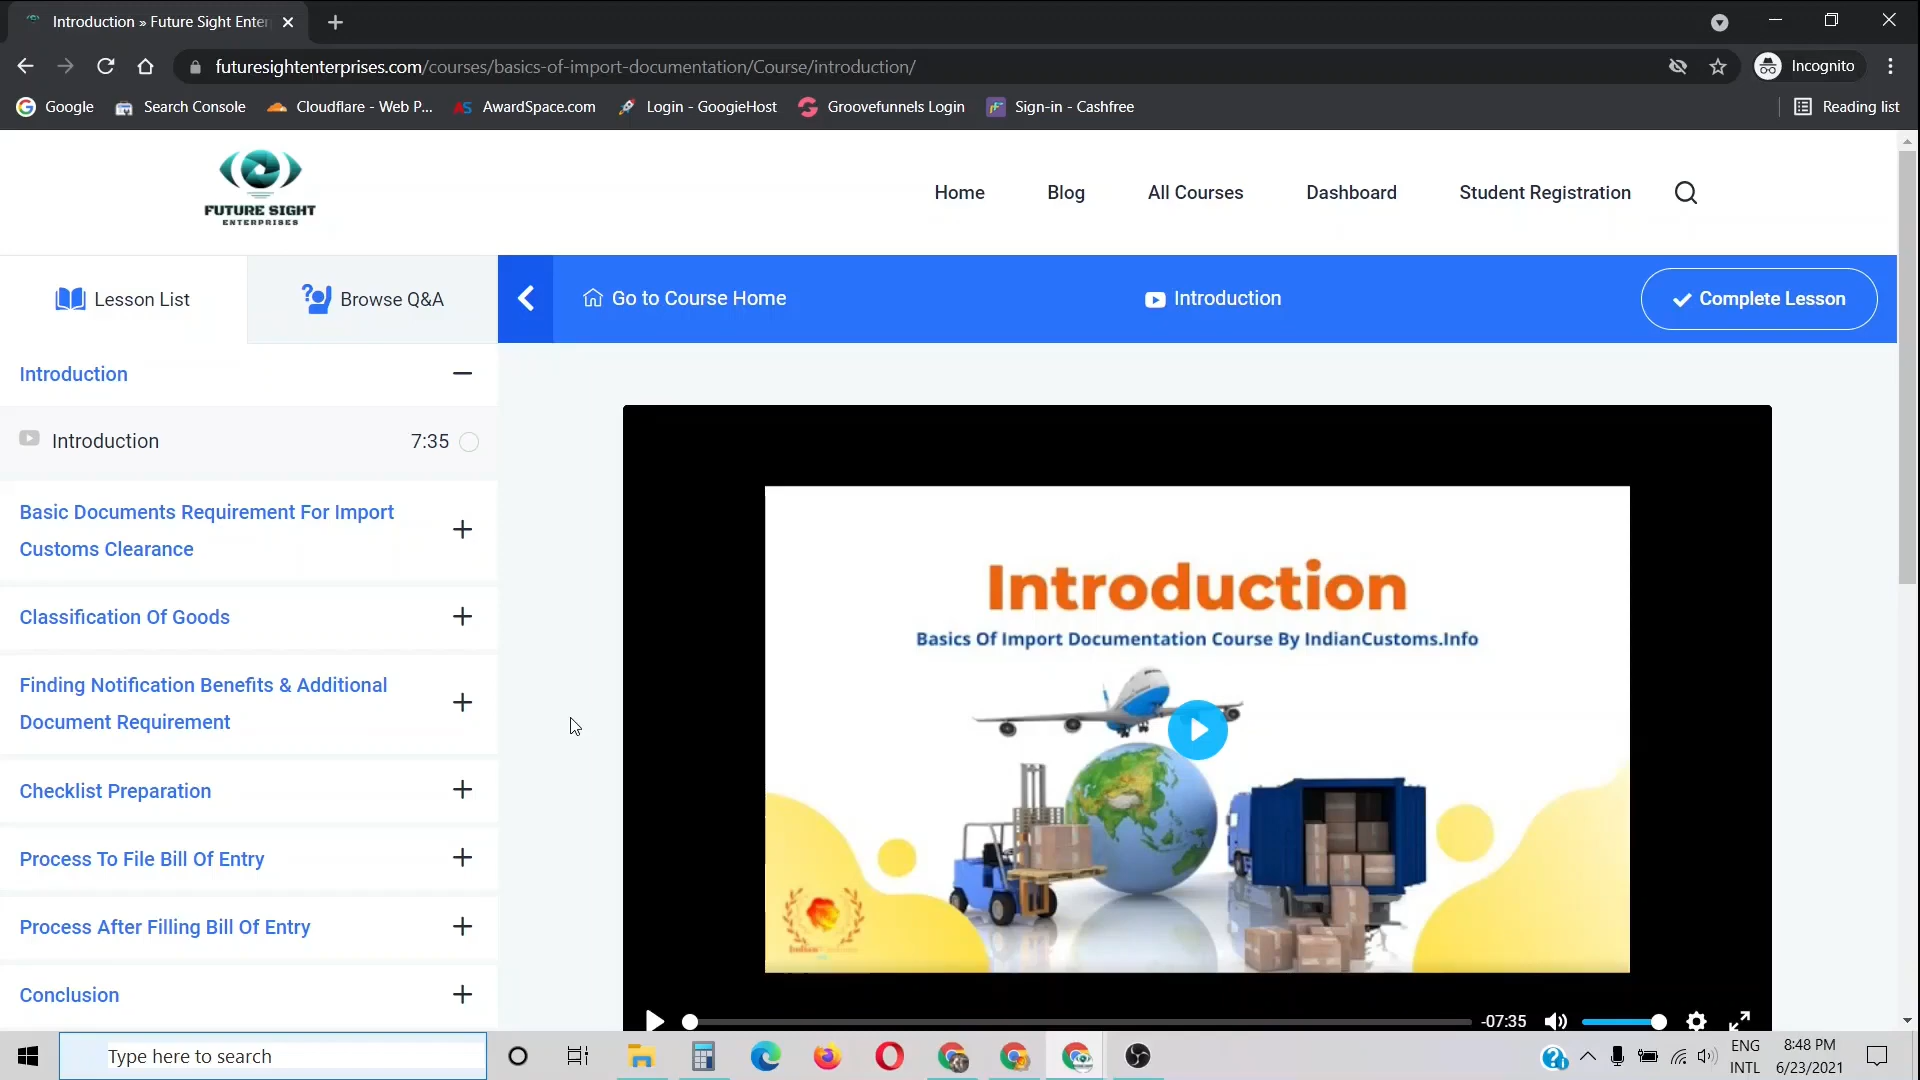 Introduction » Future Sight Enter
futuresightenterprises.com/courses/basics-of-import-documentation/Course/introduction/
Incognito
Google
Search Console
Cloudflare - Web P...
AwardSpace.com
Login - GoogieHost
Groovefunnels Login
Sign-in - Cashfree
Reading list
FUTURE SIGHT
ENTERPRISES
Home
Blog
All Courses
Dashboard
Student Registration
Lesson List
Browse Q&A
Go to Course Home
Introduction
Complete Lesson
Introduction
Introduction
7:35
Basic Documents Requirement For Import
Customs Clearance
Classification Of Goods
Finding Notification Benefits & Additional
Document Requirement
Checklist Preparation
Process To File Bill Of Entry
Process After Filling Bill Of Entry
Conclusion
Introduction
Basics Of Import Documentation Course By IndianCustoms.Info
-07:35
Type here to search
ENG
INTL
8:48 PM
6/23/2021